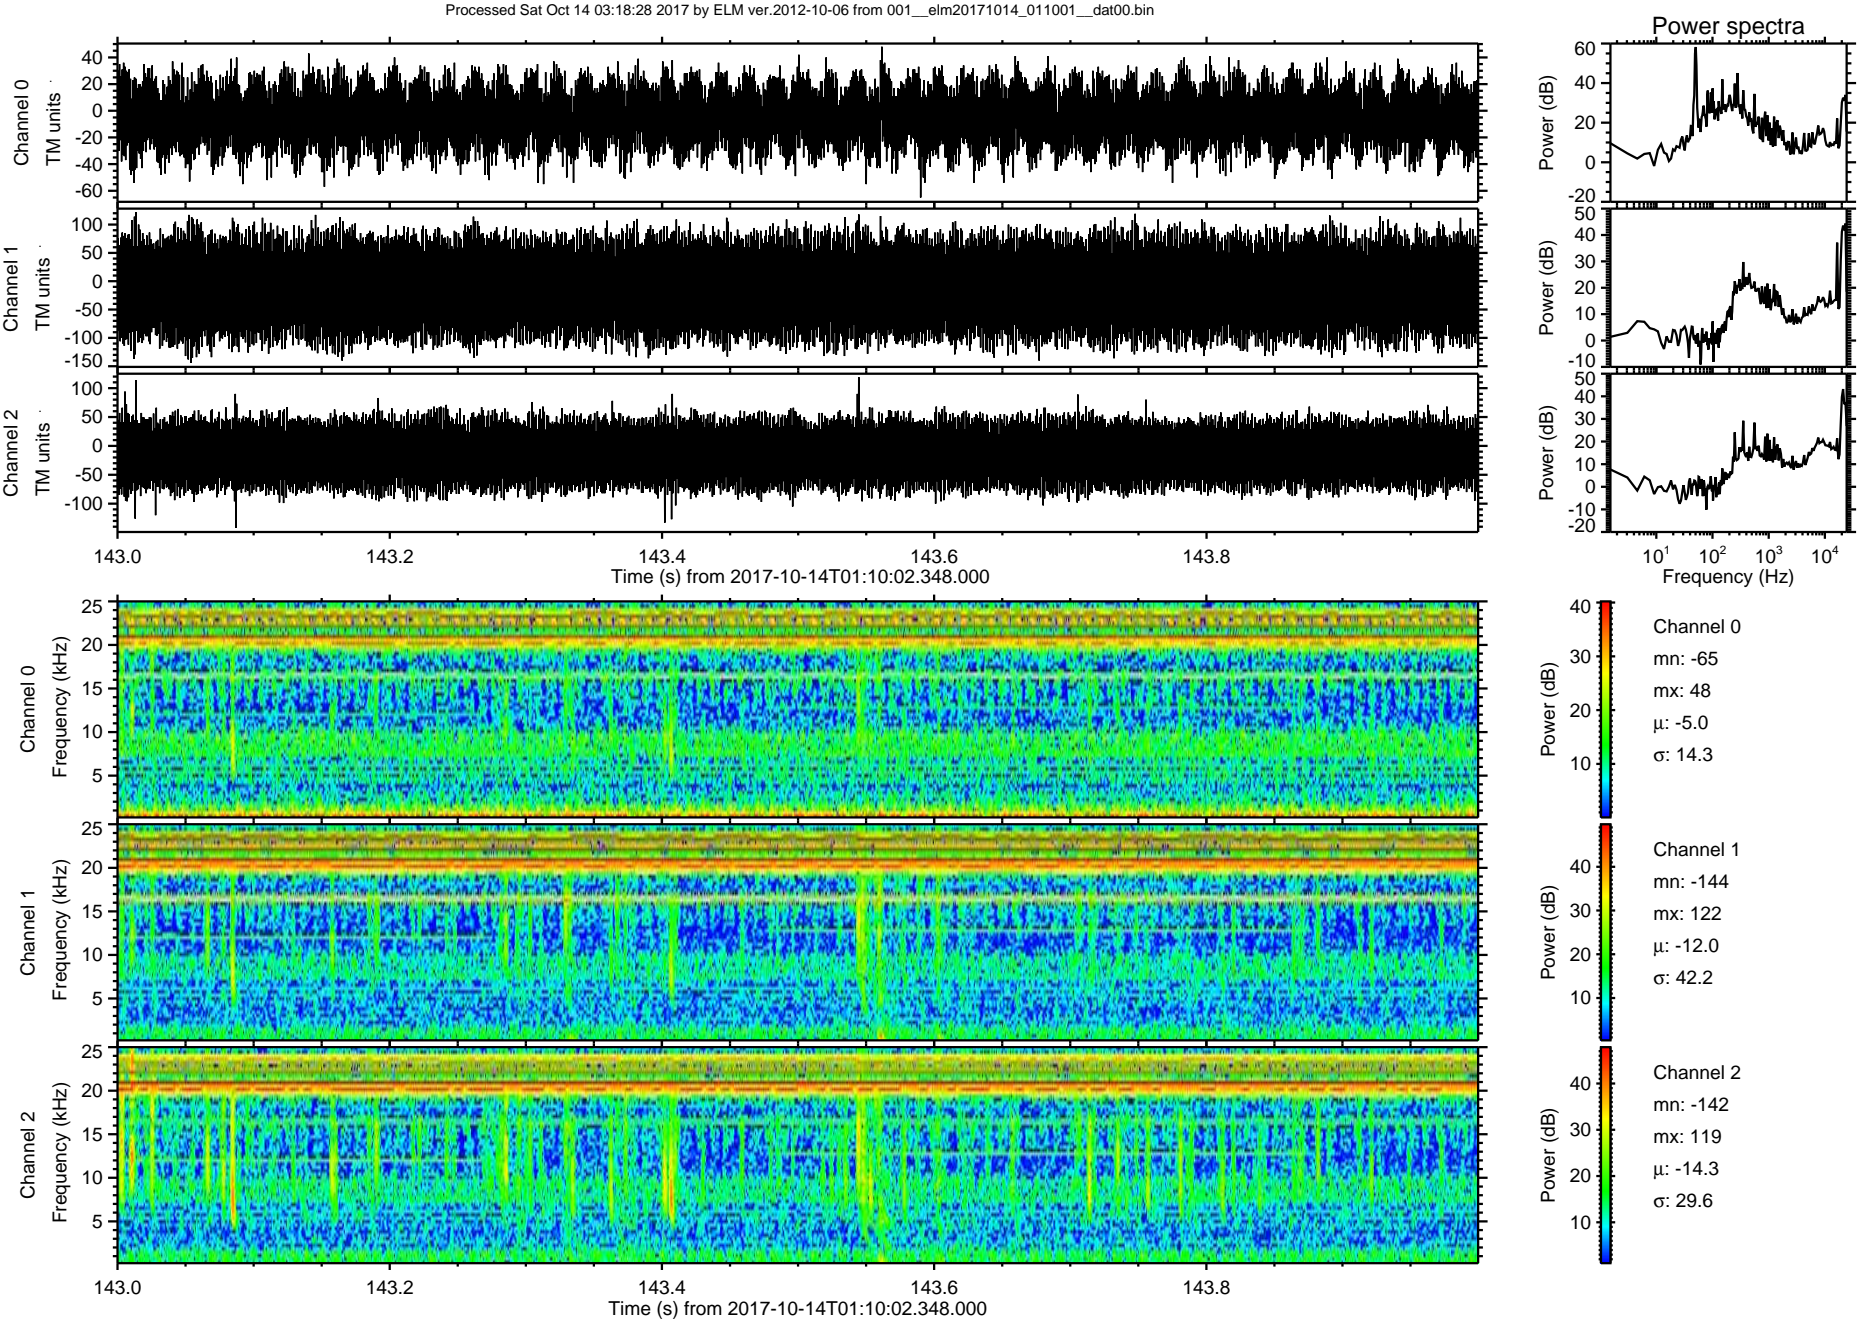 Processed Sat Oct 14 03:18:28 2017 by ELM ver.2012-10-06 from 001__elm20171014_011001__dat00.bin
Power spectra
Channel 0
TM units
40
20
0
-20
-40
-60
Power (dB)
60
40
20
0
-20
Channel 1
TM units
100
50
0
-50
-100
-150
Power (dB)
50
40
30
20
10
0
-10
Channel 2
TM units
100
50
0
-50
-100
Power (dB)
50
40
30
20
10
0
-10
-20
143.0 143.2 143.4 143.6 143.8
Time (s) from 2017-10-14T01:10:02.348.000
10^1 10^2 10^3 10^4
Frequency (Hz)
Channel 0
Frequency (kHz)
25
20
15
10
5
Power (dB)
40
30
20
10
Channel 0
mn: -65
mx: 48
μ: -5.0
σ: 14.3
Channel 1
Frequency (kHz)
25
20
15
10
5
Power (dB)
40
30
20
10
Channel 1
mn: -144
mx: 122
μ: -12.0
σ: 42.2
Channel 2
Frequency (kHz)
25
20
15
10
5
Power (dB)
40
30
20
10
Channel 2
mn: -142
mx: 119
μ: -14.3
σ: 29.6
143.0 143.2 143.4 143.6 143.8
Time (s) from 2017-10-14T01:10:02.348.000